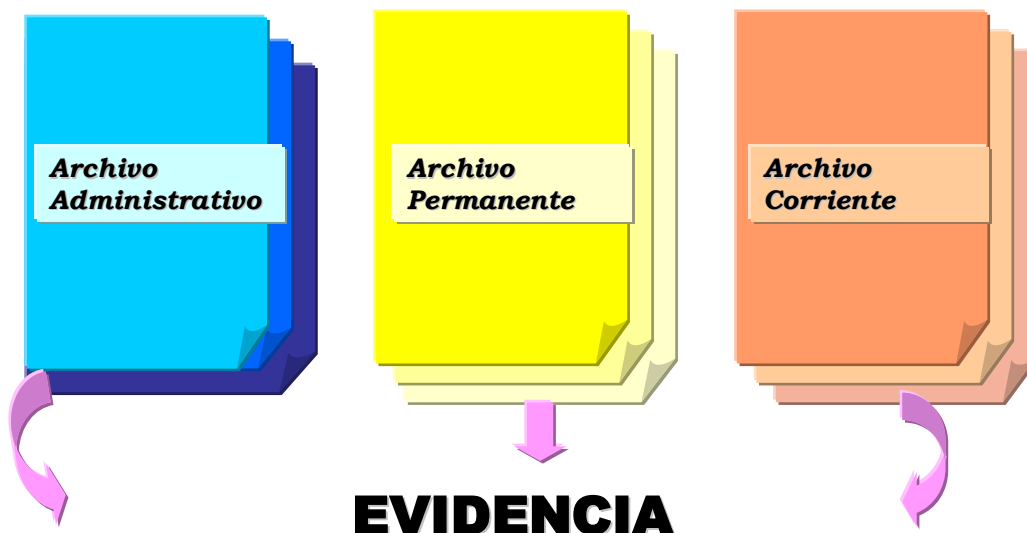 Archivo
Administrativo
Archivo
Permanente
Archivo
Corriente
EVIDENCIA